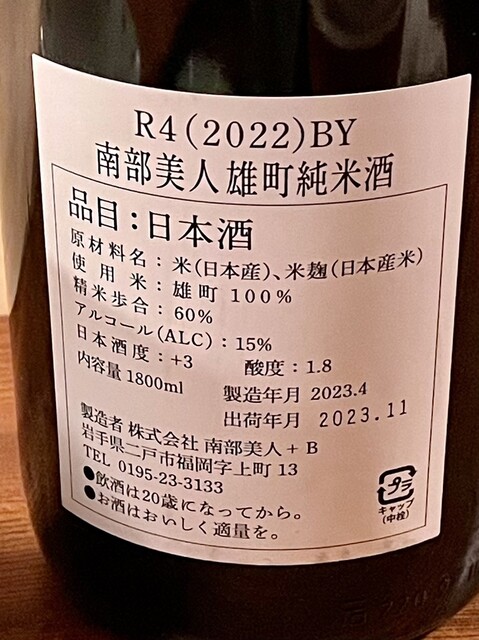 R4(2022)BY
南部美人 雄町純米酒
品目：日本酒
原材料名：米(日本産)、米麹(日本産米)
使用米：雄町 100%
精米歩合：60%
アルコール(ALC)：15%
日本酒度：+3 酸度：1.8
内容量 1800ml
製造年月 2023.4
出荷年月 2023.11
製造者 株式会社 南部美人+B
岩手県二戸市福岡字上町 13
TEL 0195-23-3133
●飲酒は20歳になってから。
●お酒はおいしく適量を。
プラ
キャップ
(中栓)